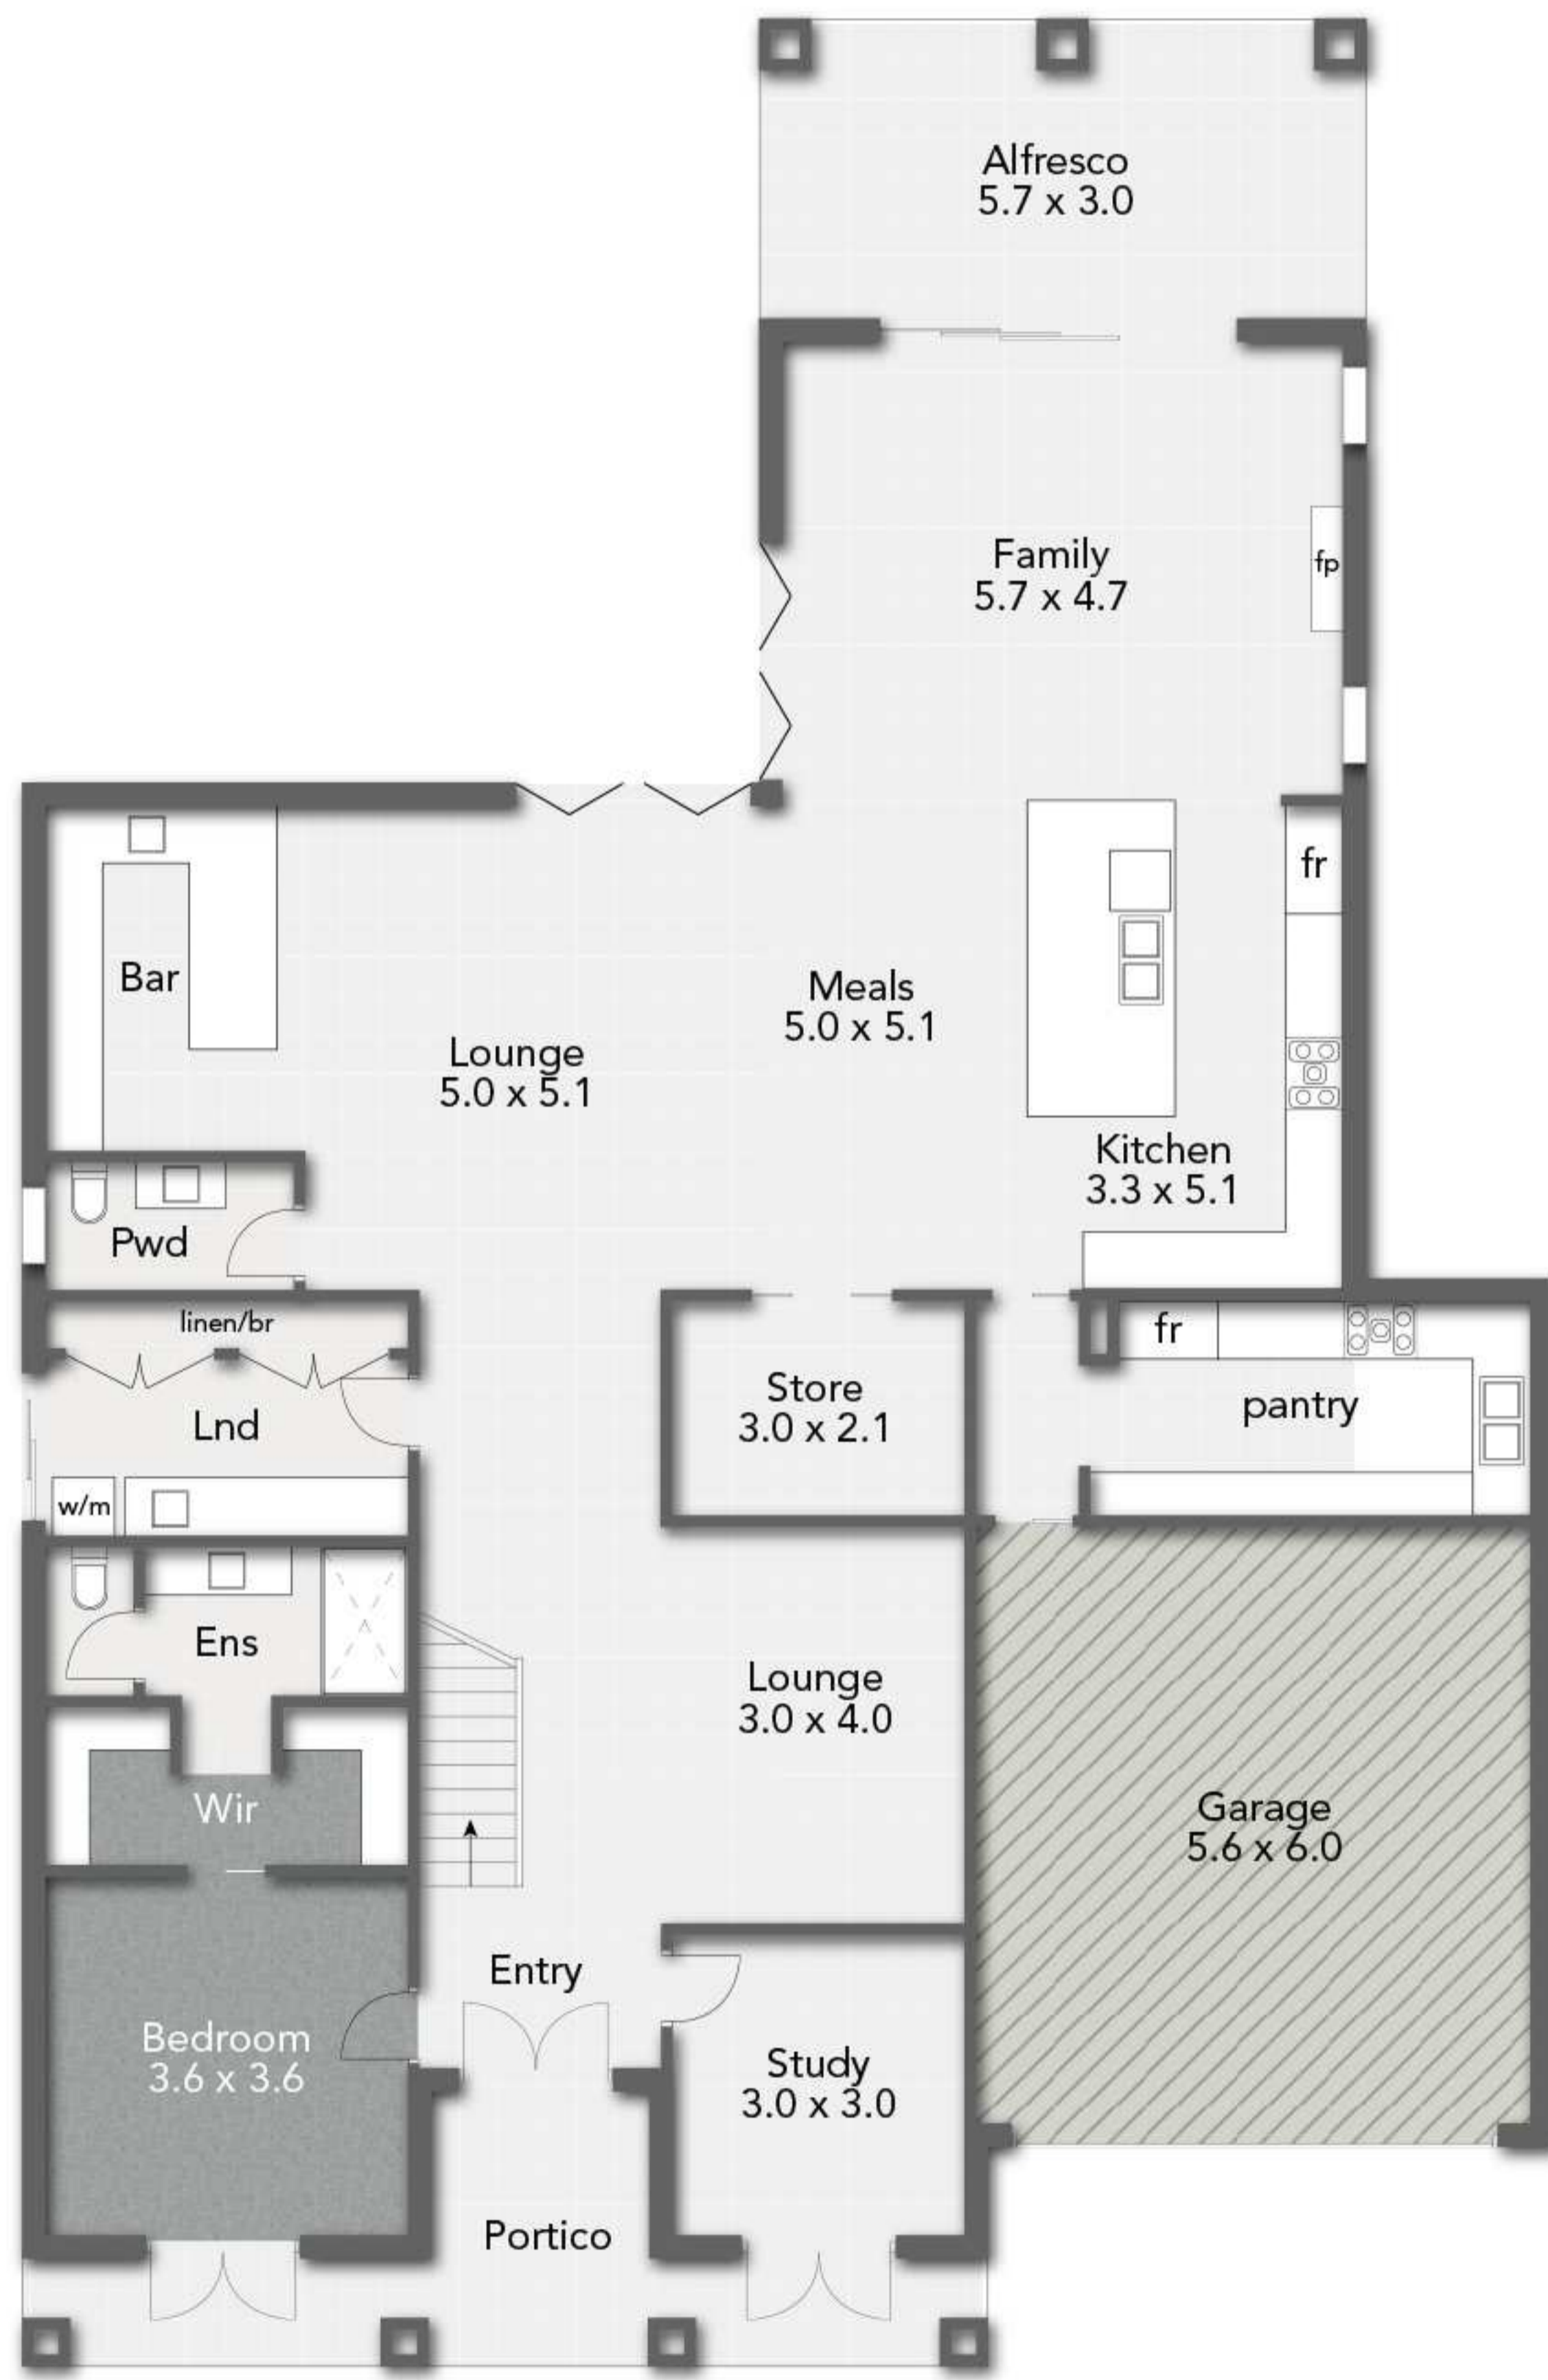 Alfresco
5.7 x 3.0
Family
5.7 x 4.7
fp
fr
Bar
Meals
5.0 x 5.1
Lounge
5.0 x 5.1
Kitchen
3.3 x 5.1
Pwd
linen/br
fr
Store
3.0 x 2.1
pantry
Lnd
w/m
Ens
Lounge
3.0 x 4.0
Wir
Garage
5.6 x 6.0
Entry
Bedroom
3.6 x 3.6
Study
3.0 x 3.0
Portico